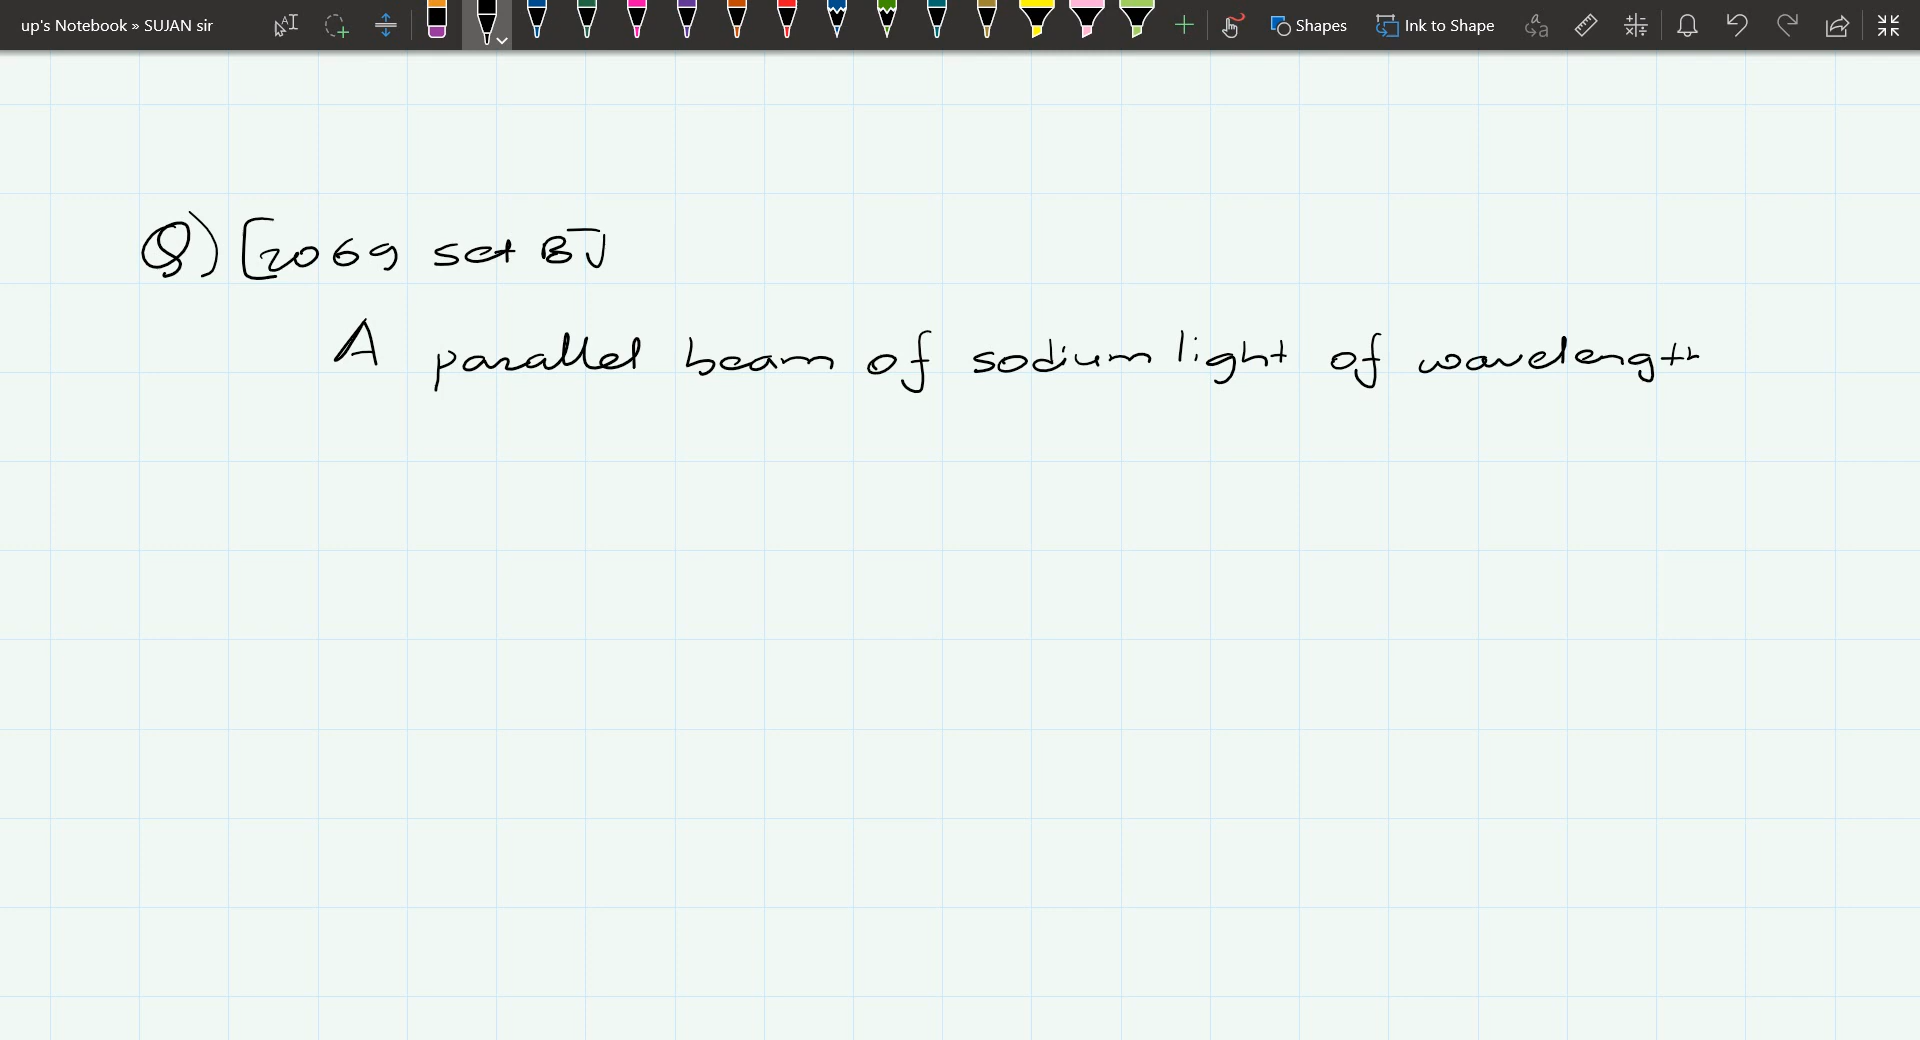 up's Notebook » SUJAN sir
Shapes
Ink to Shape
Q) [2069 set B]
A parallel beam of sodium light of wavelength